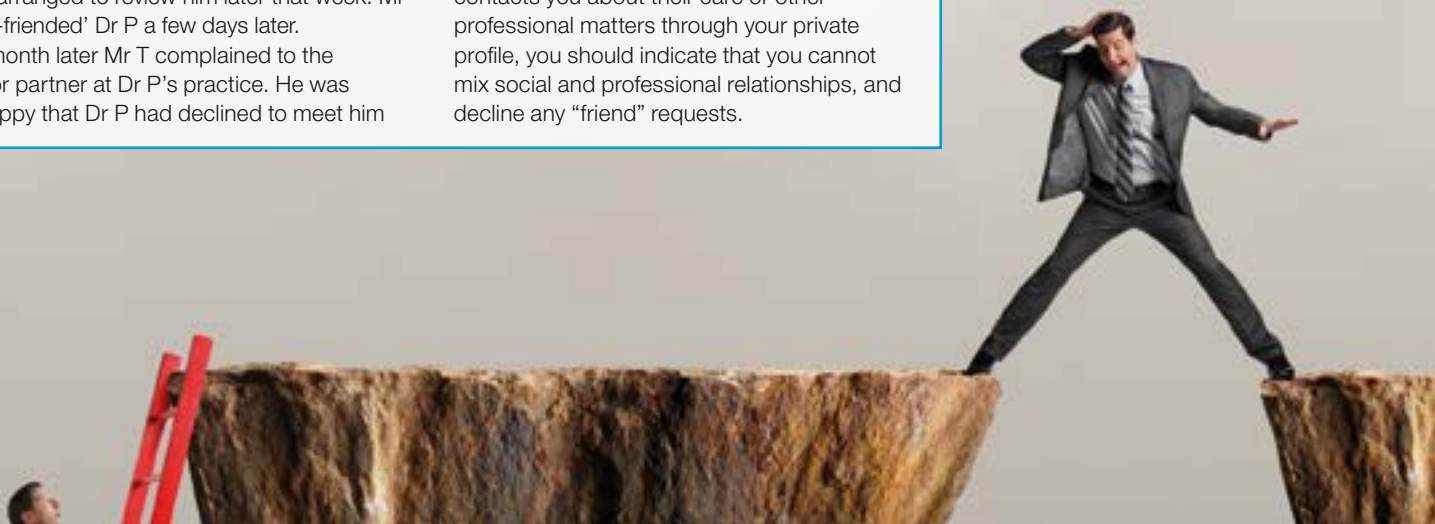 arranged to review him later that week. Mr
-friended' Dr P a few days later.
month later Mr T complained to the
or partner at Dr P's practice. He was
ppy that Dr P had declined to meet him
contacts you about their care or other
professional matters through your private
profile, you should indicate that you cannot
mix social and professional relationships, and
decline any “friend” requests.